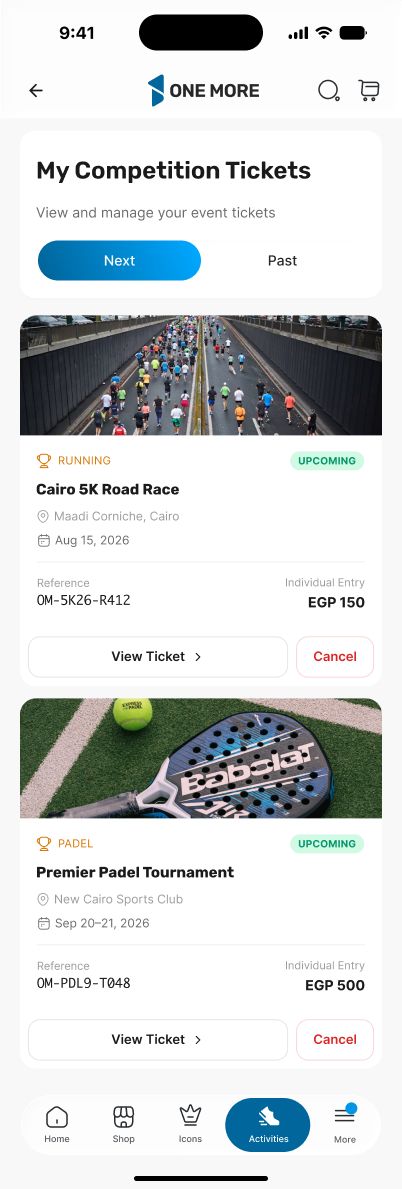 9:41
ONE MORE
My Competition Tickets
View and manage your event tickets
Next
Past
RUNNING
UPCOMING
Cairo 5K Road Race
Maadi Corniche, Cairo
Aug 15, 2026
Reference
Individual Entry
OM-5K26-R412
EGP 150
View Ticket
Cancel
EXPRESS
PADEL
Babolat
PADEL
UPCOMING
Premier Padel Tournament
New Cairo Sports Club
Sep 20–21, 2026
Reference
Individual Entry
OM-PDL9-T048
EGP 500
View Ticket
Cancel
Home
Shop
Icons
Activities
More